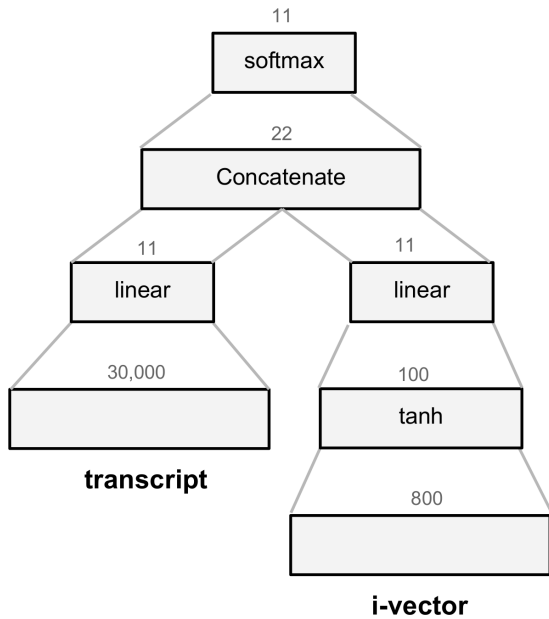 11
softmax
22
Concatenate
11
11
linear
linear
30,000
100
tanh
transcript
800
i-vector